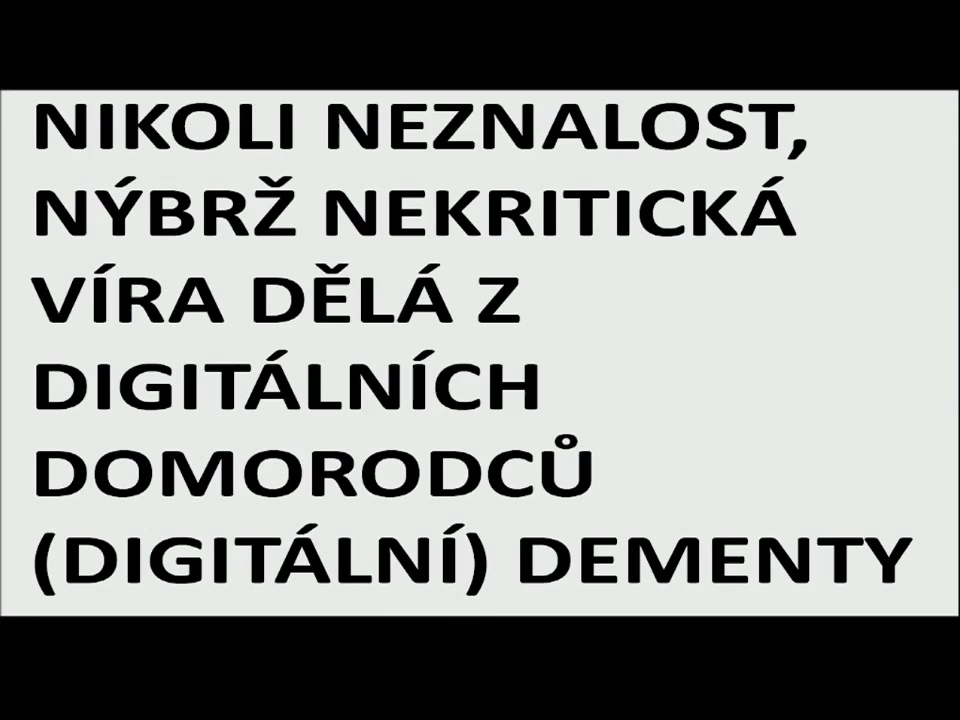 NIKOLI NEZNALOST,
NÝBRŽ NEKRITICKÁ
VÍRA DĚLÁ Z
DIGITÁLNÍCH
DOMORODCŮ
(DIGITÁLNÍ) DEMENTY